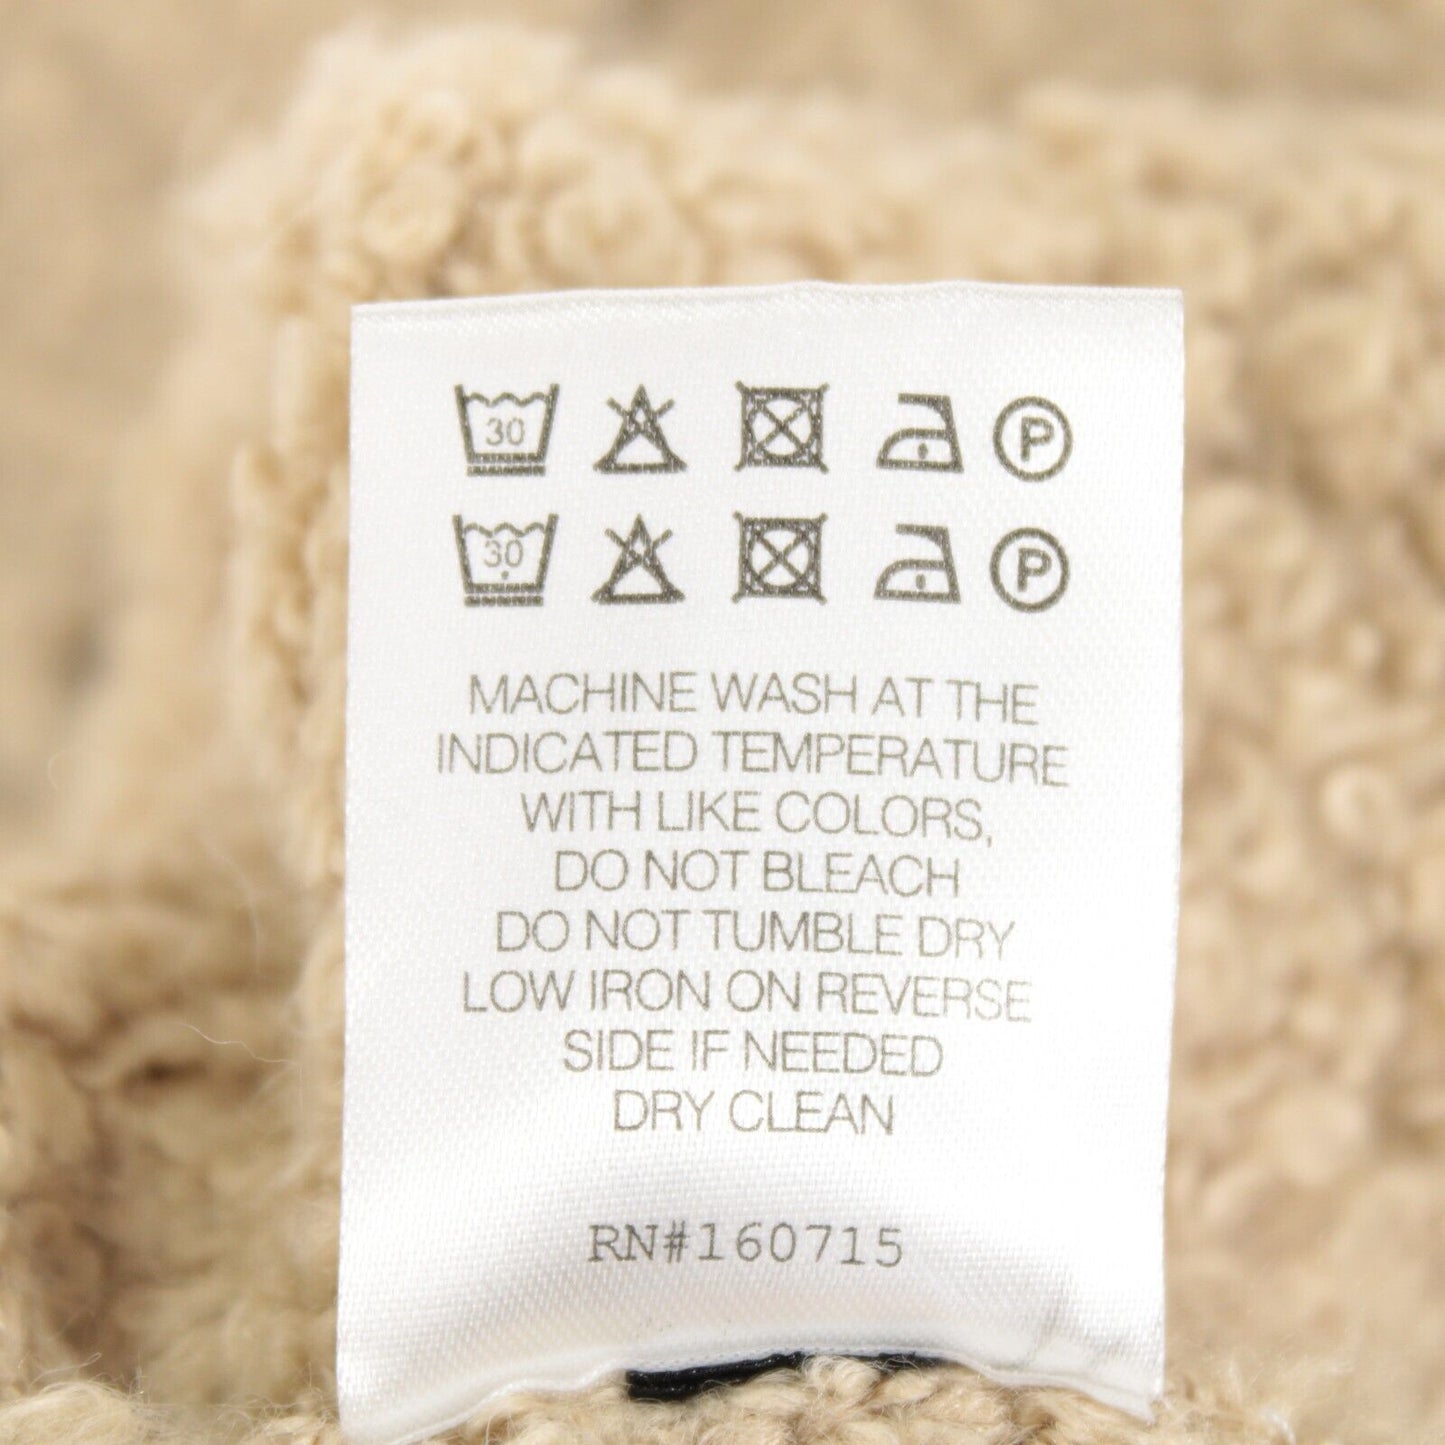 30 P
30 P
MACHINE WASH AT THE
INDICATED TEMPERATURE
WITH LIKE COLORS,
DO NOT BLEACH
DO NOT TUMBLE DRY
LOW IRON ON REVERSE
SIDE IF NEEDED
DRY CLEAN
RN#160715